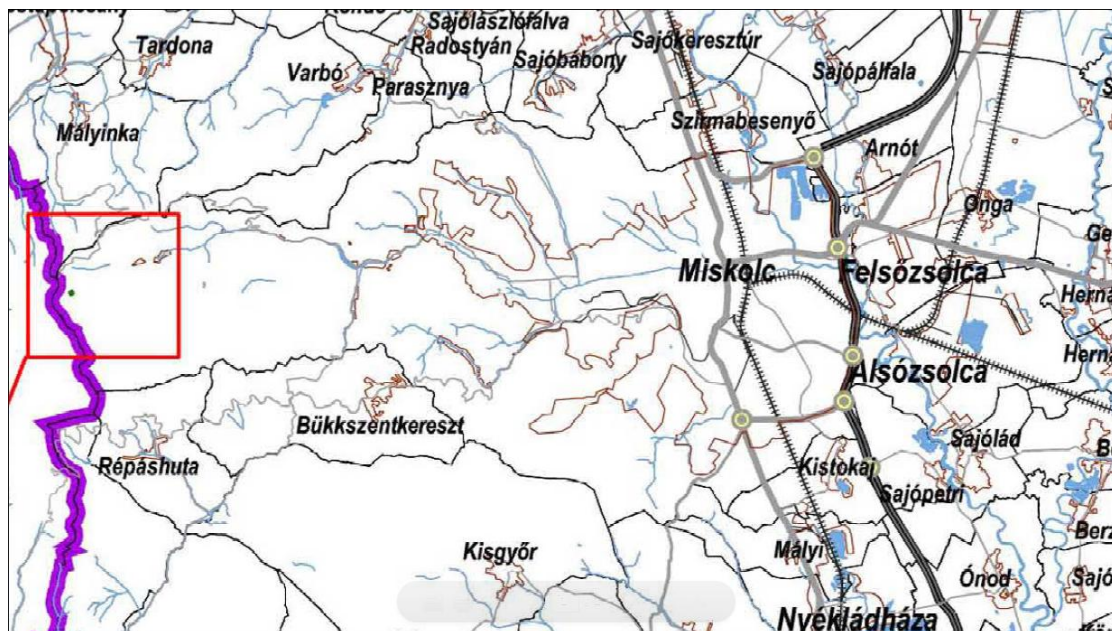 Sajólászlófalva
Tardona
Radostyán
Sajókeresztúr
Varbó
Sajóbábony
Parasznya
Sajópálfala
Mályinka
Szirmabesenyő
Arnót
Onga
Miskolc
Felsőzsolca
Alsózsolca
Bükkszentkereszt
Sajólád
Répáshuta
Kistokaj
Sajópetri
Kisgyőr
Mályi
Ónod
Nyékládháza